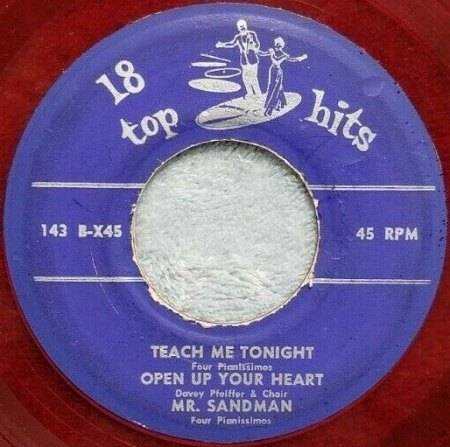 18
top hits
143 B-X45
45 RPM
TEACH ME TONIGHT
Four Pianissimos
OPEN UP YOUR HEART
Davey Pfeiffer & Choir
MR. SANDMAN
Four Pianissimos